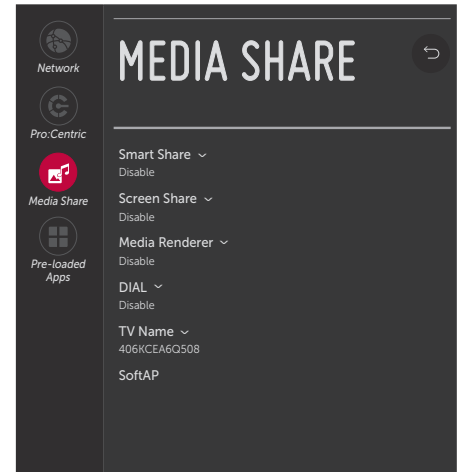 Network
Pro:Centric
Media Share
Pre-loaded
Apps
MEDIA SHARE
Smart Share
Disable
Screen Share
Disable
Media Renderer
Disable
DIAL
Disable
TV Name
406KCEA6Q508
SoftAP